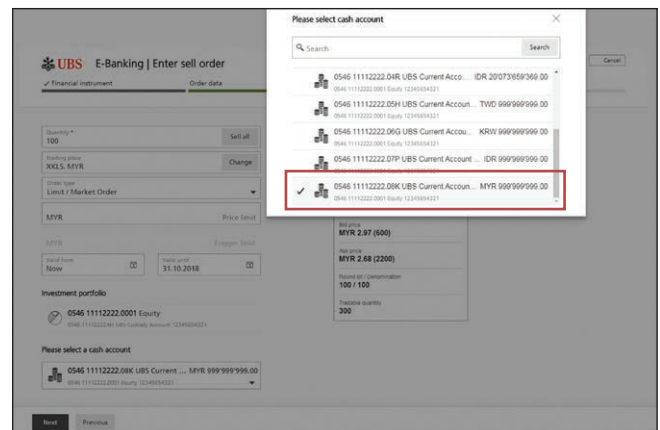 Please select cash account
Search
Search
UBS E-Banking | Enter sell order
Cancel
Financial instrument
Order data
0546 11112222.04R UBS Current Acco... IDR 20'073'659'369.00
0546 11112222.0001 Equity 12345654321
0546 11112222.05H UBS Current Accoun... TWD 999'999'999.00
0546 11112222.0001 Equity 12345654321
0546 11112222.06G UBS Current Accou... KRW 999'999'999.00
0546 11112222.0001 Equity 12345654321
0546 11112222.07P UBS Current Account ... IDR 999'999'999.00
0546 11112222.0001 Equity 12345654321
0546 11112222.08K UBS Current Accoun... MYR 999'999'999.00
0546 11112222.0001 Equity 12345654321
Quantity *
100
Sell all
Trading place
XKLS, MYR
Change
Order type
Limit / Market Order
MYR
Price limit
MYR
Trigger limit
Valid from
Now
Valid until
31.10.2018
Bid price
MYR 2.97 (600)
Ask price
MYR 2.68 (2200)
Round lot / Denomination
100 / 100
Tradable quantity
300
Investment portfolio
0546 11112222.0001 Equity
UBS Custody Account 12345654321
Please select a cash account
0546 11112222.08K UBS Current ... MYR 999'999'999.00
0546 11112222.0001 Equity 12345654321
Next
Previous